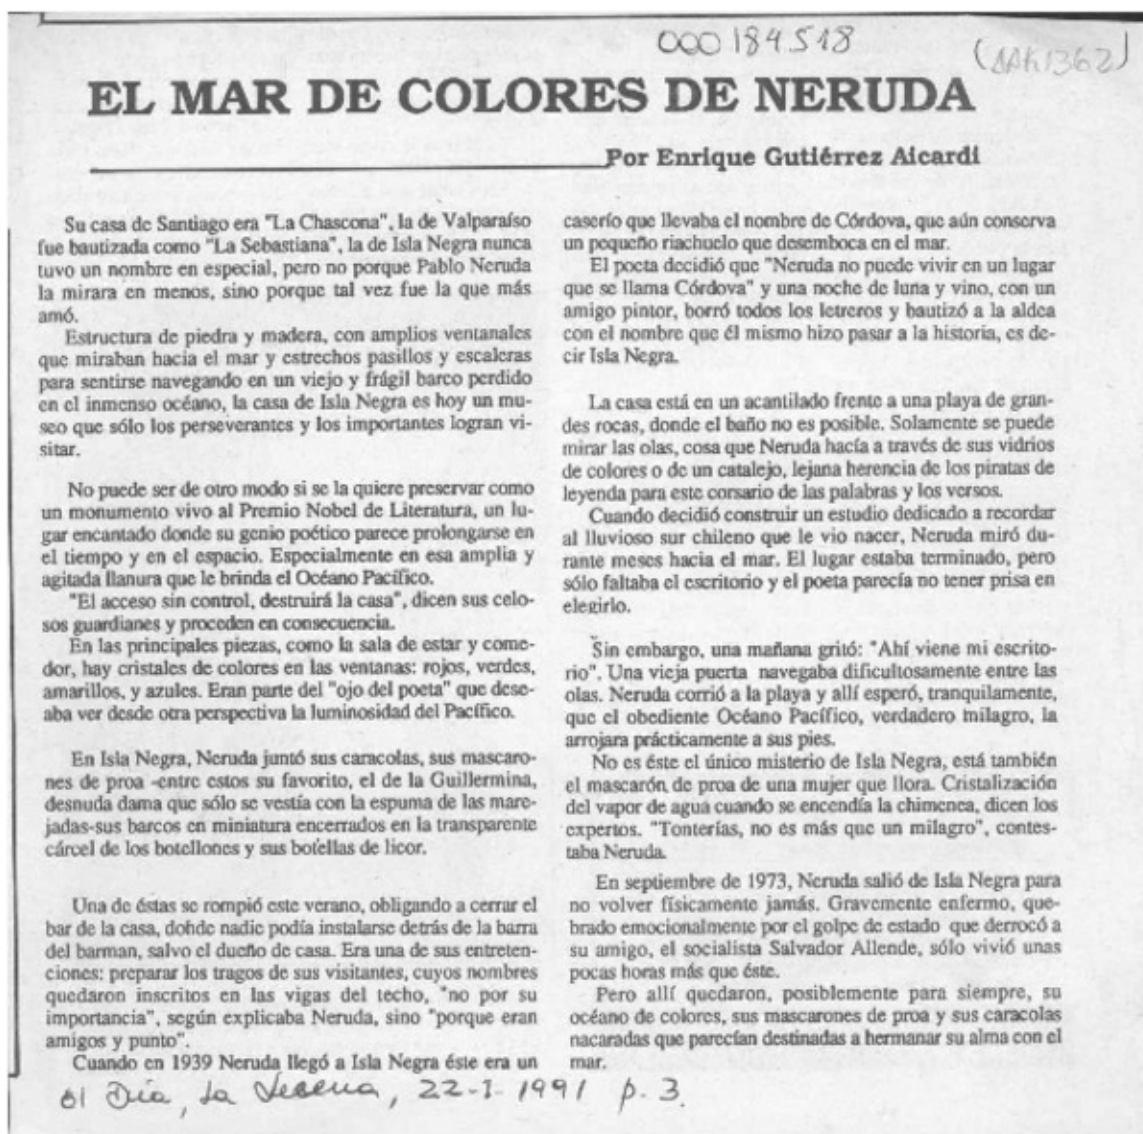 000184518
(AAK1362)
EL MAR DE COLORES DE NERUDA
Por Enrique Gutiérrez Aicardi
Su casa de Santiago era "La Chascona", la de Valparaíso
fue bautizada como "La Sebastiana", la de Isla Negra nunca
tuvo un nombre en especial, pero no porque Pablo Neruda
la mirara en menos, sino porque tal vez fue la que más
amó.
Estructura de piedra y madera, con amplios ventanales
que miraban hacia el mar y estrechos pasillos y escaleras
para sentirse navegando en un viejo y frágil barco perdido
en el inmenso océano, la casa de Isla Negra es hoy un mu-
seo que sólo los perseverantes y los importantes logran vi-
sitar.
No puede ser de otro modo si se la quiere preservar como
un monumento vivo al Premio Nobel de Literatura, un lu-
gar encantado donde su genio poético parece prolongarse en
el tiempo y en el espacio. Especialmente en esa amplia y
agitada llanura que le brinda el Océano Pacífico.
"El acceso sin control, destruirá la casa", dicen sus celo-
sos guardianes y proceden en consecuencia.
En las principales piezas, como la sala de estar y come-
dor, hay cristales de colores en las ventanas: rojos, verdes,
amarillos, y azules. Eran parte del "ojo del poeta" que dese-
aba ver desde otra perspectiva la luminosidad del Pacífico.
En Isla Negra, Neruda juntó sus caracolas, sus mascaro-
nes de proa -entre estos su favorito, el de la Guillermina,
desnuda dama que sólo se vestía con la espuma de las mare-
jadas-sus barcos en miniatura encerrados en la transparente
cárcel de los botellones y sus botellas de licor.
Una de éstas se rompió este verano, obligando a cerrar el
bar de la casa, dohde nadie podía instalarse detrás de la barra
del barman, salvo el dueño de casa. Era una de sus entreten-
ciones: preparar los tragos de sus visitantes, cuyos nombres
quedaron inscritos en las vigas del techo, "no por su
importancia", según explicaba Neruda, sino "porque eran
amigos y punto".
Cuando en 1939 Neruda llegó a Isla Negra éste era un
caserío que llevaba el nombre de Córdova, que aún conserva
un pequeño riachuelo que desemboca en el mar.
El poeta decidió que "Neruda no puede vivir en un lugar
que se llama Córdova" y una noche de luna y vino, con un
amigo pintor, borró todos los letreros y bautizó a la aldea
con el nombre que él mismo hizo pasar a la historia, es de-
cir Isla Negra.
La casa está en un acantilado frente a una playa de gran-
des rocas, donde el baño no es posible. Solamente se puede
mirar las olas, cosa que Neruda hacía a través de sus vidrios
de colores o de un catalejo, lejana herencia de los piratas de
leyenda para este corsario de las palabras y los versos.
Cuando decidió construir un estudio dedicado a recordar
al lluvioso sur chileno que le vio nacer, Neruda miró du-
rante meses hacia el mar. El lugar estaba terminado, pero
sólo faltaba el escritorio y el poeta parecía no tener prisa en
elegirlo.
Sin embargo, una mañana gritó: "Ahí viene mi escrito-
rio". Una vieja puerta navegaba dificultosamente entre las
olas. Neruda corrió a la playa y allí esperó, tranquilamente,
que el obediente Océano Pacífico, verdadero milagro, la
arrojara prácticamente a sus pies.
No es éste el único misterio de Isla Negra, está también
el mascarón de proa de una mujer que llora. Cristalización
del vapor de agua cuando se encendía la chimenea, dicen los
expertos. "Tonterías, no es más que un milagro", contes-
taba Neruda.
En septiembre de 1973, Neruda salió de Isla Negra para
no volver físicamente jamás. Gravemente enfermo, que-
brado emocionalmente por el golpe de estado que derrocó a
su amigo, el socialista Salvador Allende, sólo vivió unas
pocas horas más que éste.
Pero allí quedaron, posiblemente para siempre, su
océano de colores, sus mascarones de proa y sus caracolas
nacaradas que parecían destinadas a hermanar su alma con el
mar.
El Día, La Serena, 22-I-1991 p. 3.